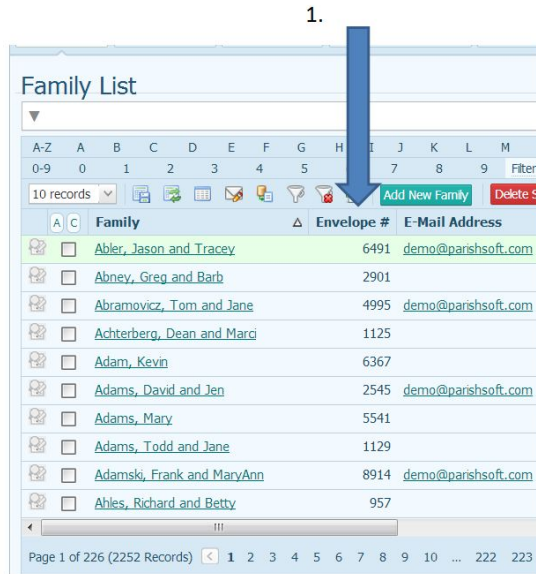 1.
Family List
A-Z A B C D E F G H I J K L M
0-9 0 1 2 3 4 5 7 8 9 Filter
10 records Add New Family Delete S
A C Family Envelope # E-Mail Address
Abler, Jason and Tracey 6491 demo@parishsoft.com
Abney, Greg and Barb 2901
Abramovicz, Tom and Jane 4995 demo@parishsoft.com
Achterberg, Dean and Marci 1125
Adam, Kevin 6367
Adams, David and Jen 2545 demo@parishsoft.com
Adams, Mary 5541
Adams, Todd and Jane 1129
Adamski, Frank and MaryAnn 8914 demo@parishsoft.com
Ahles, Richard and Betty 957
Page 1 of 226 (2252 Records) < 1 2 3 4 5 6 7 8 9 10 ... 222 223